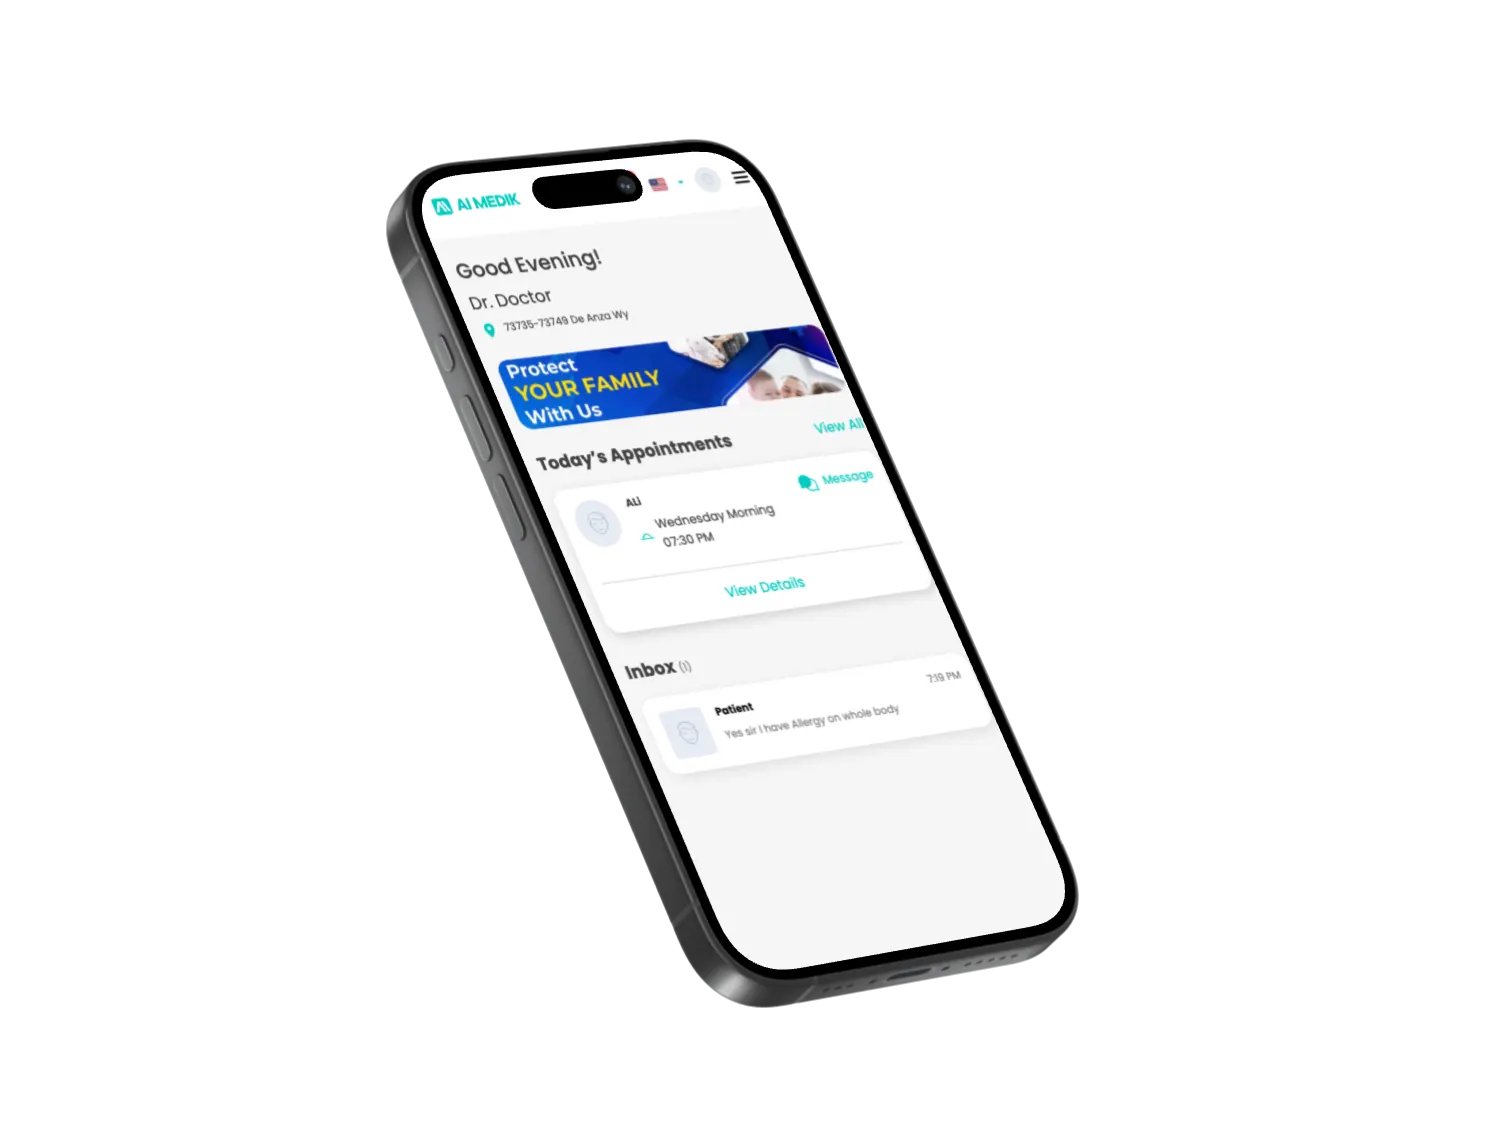 AI MEDIK
Good Evening!
Dr. Doctor
73735-73749 De Anza Wy
Protect
YOUR FAMILY
With Us
Today's Appointments
View All
ALi
Message
Wednesday Morning
07:30 PM
View Details
Inbox (1)
Patient
7:19 PM
Yes sir I have Allergy on whole body